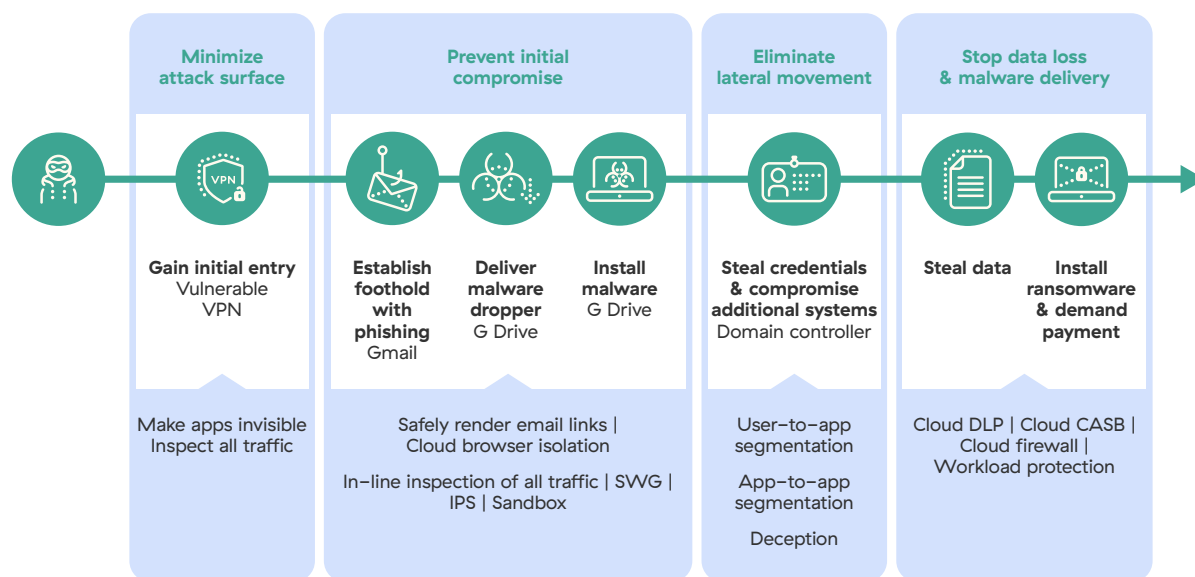 Minimize
attack surface
Prevent initial
compromise
Eliminate
lateral movement
Stop data loss
& malware delivery
VPN
Gain initial entry
Vulnerable
VPN
Establish
foothold
with
phishing
Gmail
Deliver
malware
dropper
G Drive
Install
malware
G Drive
Steal credentials
& compromise
additional systems
Domain controller
Steal data
Install
ransomware
& demand
payment
Make apps invisible
Inspect all traffic
Safely render email links |
Cloud browser isolation
In-line inspection of all traffic | SWG |
IPS | Sandbox
User-to-app
segmentation
App-to-app
segmentation
Deception
Cloud DLP | Cloud CASB |
Cloud firewall |
Workload protection